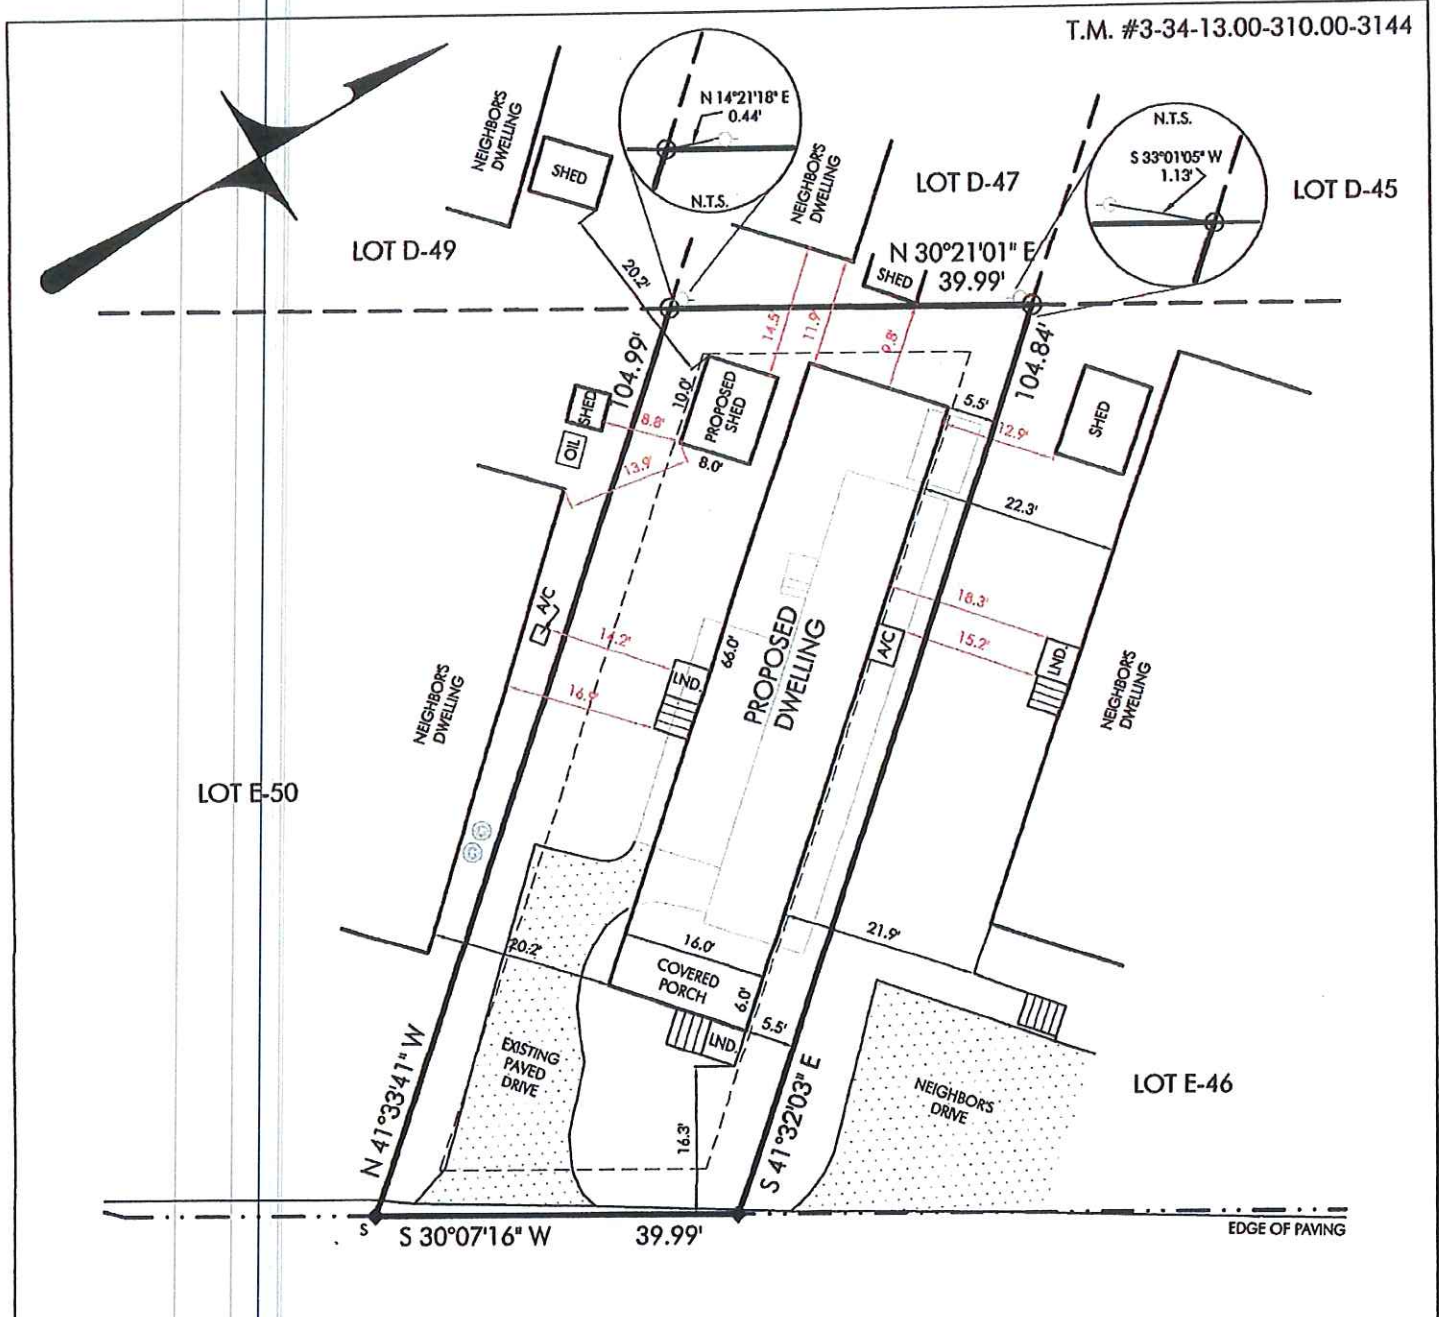 T.M. #3-34-13.00-310.00-3144
N 14°21'18" E
0.44'
N.T.S.
N.T.S.
S 33°01'05" W
1.13'
NEIGHBOR'S
DWELLING
SHED
NEIGHBOR'S
DWELLING
LOT D-47
LOT D-45
LOT D-49
N 30°21'01" E
39.99'
SHED
20.2'
14.5'
11.9'
9.8'
104.99'
104.84'
SHED
OIL
8.8'
13.9'
10.0'
PROPOSED
SHED
8.0'
5.5'
12.9'
SHED
22.3'
A/C
14.2'
16.9'
LND.
66.0'
PROPOSED
DWELLING
A/C
18.3'
15.2'
LND.
NEIGHBOR'S
DWELLING
NEIGHBOR'S
DWELLING
LOT E-50
G
G
20.2'
16.0'
COVERED
PORCH
6.0'
21.9'
5.5'
LND.
EXISTING
PAVED
DRIVE
16.3'
NEIGHBOR'S
DRIVE
LOT E-46
N 41°33'41" W
S 41°32'03" E
S
S 30°07'16" W
39.99'
EDGE OF PAVING